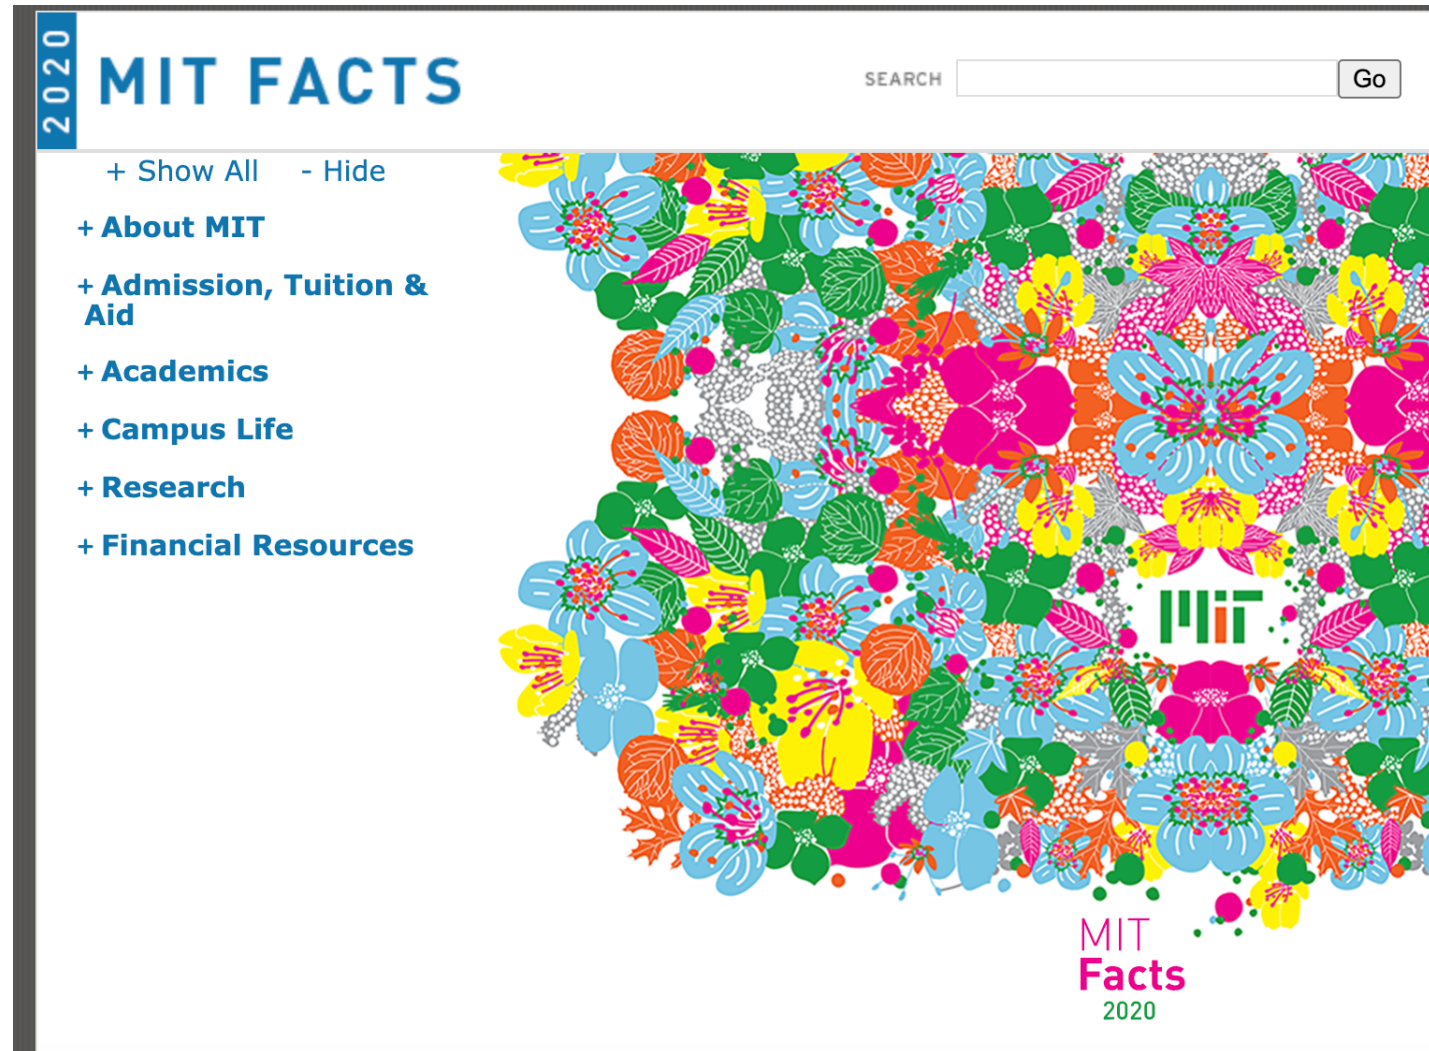 2020
MIT FACTS
SEARCH
Go
+ Show All - Hide
+ About MIT
+ Admission, Tuition &
Aid
+ Academics
+ Campus Life
+ Research
+ Financial Resources
MIT
MIT
Facts
2020